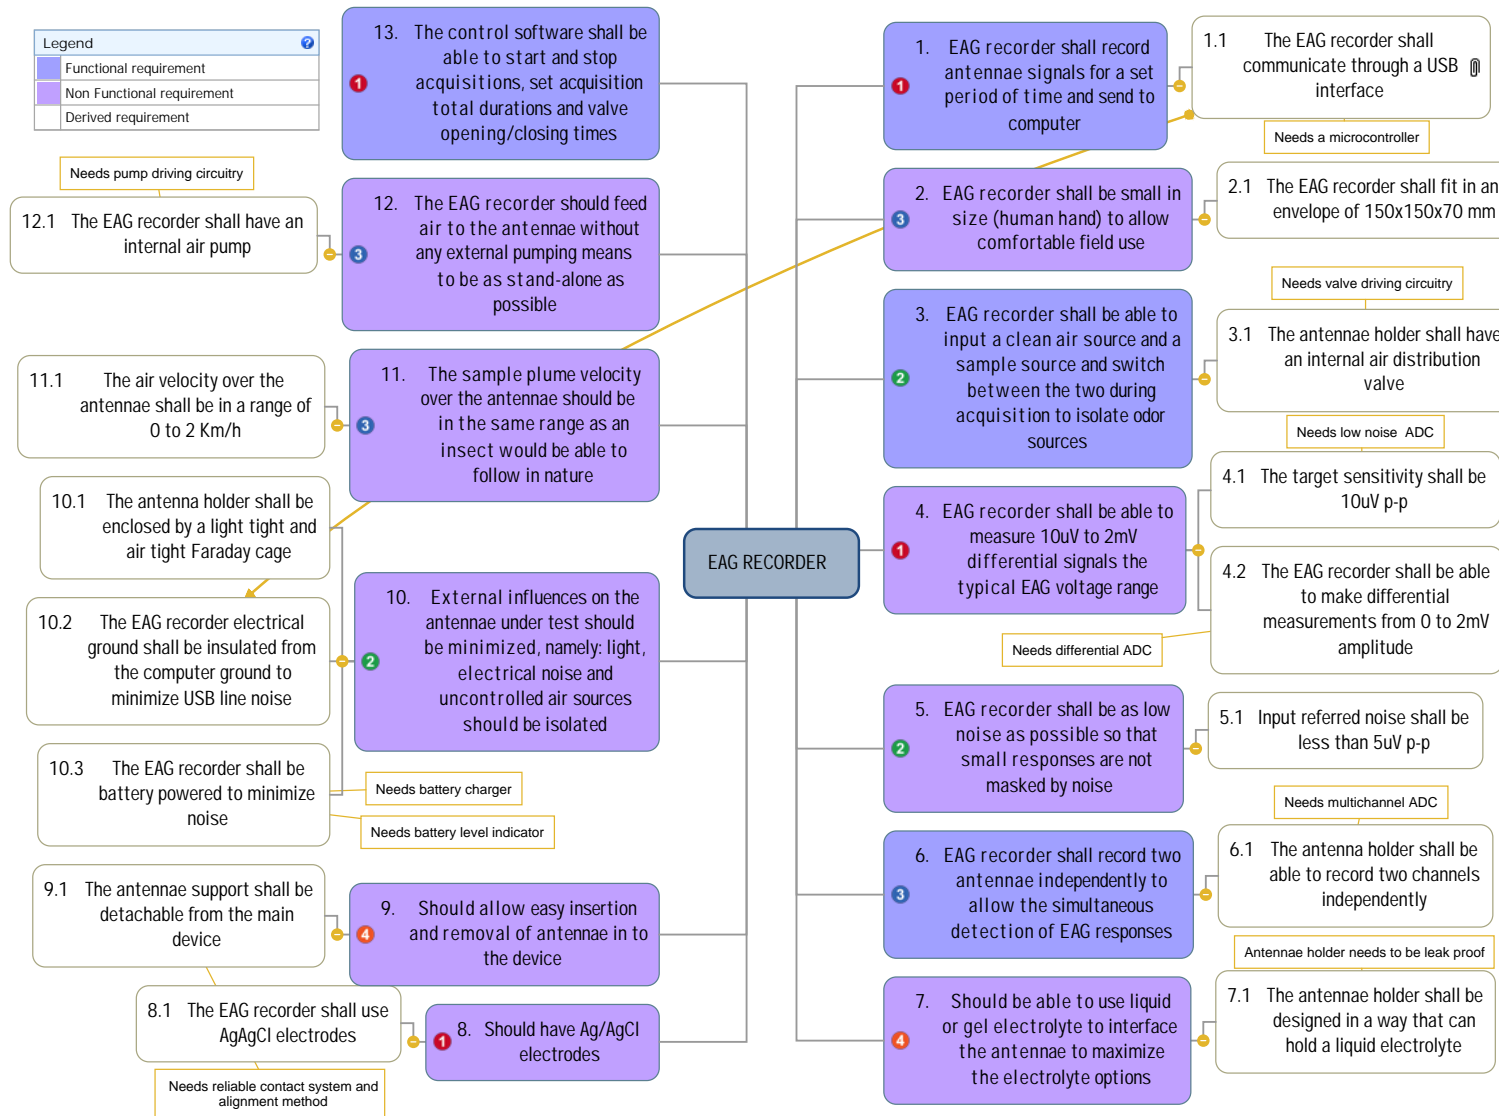 Legend
Functional requirement
Non Functional requirement
Derived requirement
13. The control software shall be
able to start and stop
acquisitions, set acquisition
total durations and valve
opening/closing times
1
Needs pump driving circuitry
12.1 The EAG recorder shall have an
internal air pump
12. The EAG recorder should feed
air to the antennae without
any external pumping means
to be as stand-alone as
possible
3
11.1 The air velocity over the
antennae shall be in a range of
0 to 2 Km/h
11. The sample plume velocity
over the antennae should be
in the same range as an
insect would be able to
follow in nature
3
10.1 The antenna holder shall be
enclosed by a light tight and
air tight Faraday cage
10.2 The EAG recorder electrical
ground shall be insulated from
the computer ground to
minimize USB line noise
10. External influences on the
antennae under test should
be minimized, namely: light,
electrical noise and
uncontrolled air sources
should be isolated
2
10.3 The EAG recorder shall be
battery powered to minimize
noise
Needs battery charger
Needs battery level indicator
9.1 The antennae support shall be
detachable from the main
device
9. Should allow easy insertion
and removal of antennae in to
the device
4
8.1 The EAG recorder shall use
AgAgCl electrodes
8. Should have Ag/AgCl
electrodes
1
Needs reliable contact system and
alignment method
EAG RECORDER
1. EAG recorder shall record
antennae signals for a set
period of time and send to
computer
1
1.1 The EAG recorder shall
communicate through a USB
interface
Needs a microcontroller
2. EAG recorder shall be small in
size (human hand) to allow
comfortable field use
3
2.1 The EAG recorder shall fit in an
envelope of 150x150x70 mm
Needs valve driving circuitry
3. EAG recorder shall be able to
input a clean air source and a
sample source and switch
between the two during
acquisition to isolate odor
sources
2
3.1 The antennae holder shall have
an internal air distribution
valve
Needs low noise ADC
4. EAG recorder shall be able to
measure 10uV to 2mV
differential signals the
typical EAG voltage range
1
4.1 The target sensitivity shall be
10uV p-p
4.2 The EAG recorder shall be able
to make differential
measurements from 0 to 2mV
amplitude
Needs differential ADC
5. EAG recorder shall be as low
noise as possible so that
small responses are not
masked by noise
2
5.1 Input referred noise shall be
less than 5uV p-p
Needs multichannel ADC
6. EAG recorder shall record two
antennae independently to
allow the simultaneous
detection of EAG responses
3
6.1 The antenna holder shall be
able to record two channels
independently
Antennae holder needs to be leak proof
7. Should be able to use liquid
or gel electrolyte to interface
the antennae to maximize
the electrolyte options
4
7.1 The antennae holder shall be
designed in a way that can
hold a liquid electrolyte